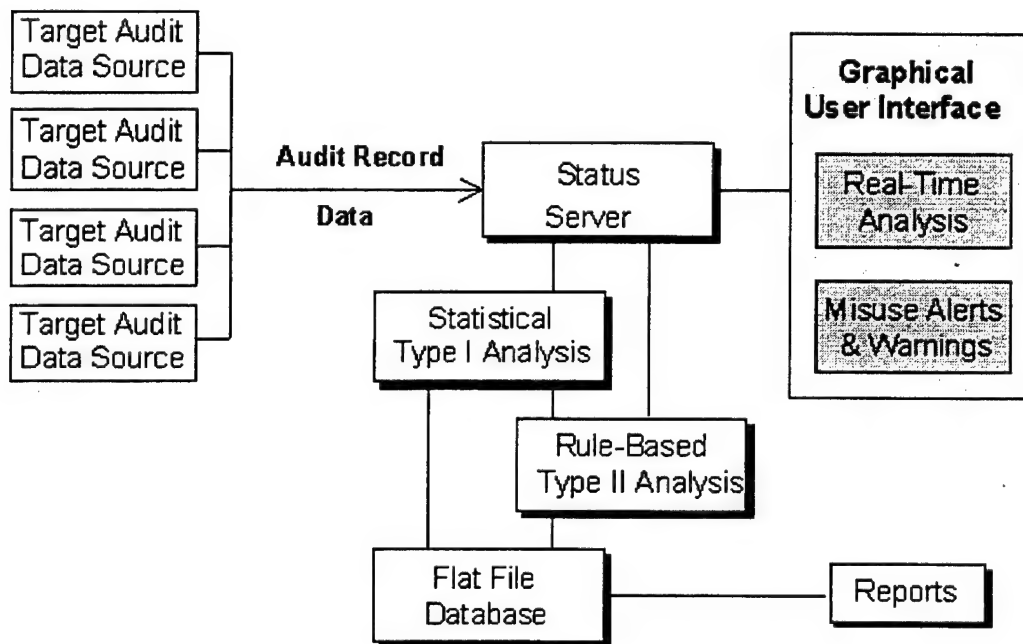 Target Audit
Data Source
Target Audit
Data Source
Target Audit
Data Source
Target Audit
Data Source
Audit Record
Data
Status
Server
Graphical
User Interface
Real-Time
Analysis
Misuse Alerts
& Warnings
Statistical
Type I Analysis
Rule-Based
Type II Analysis
Flat File
Database
Reports